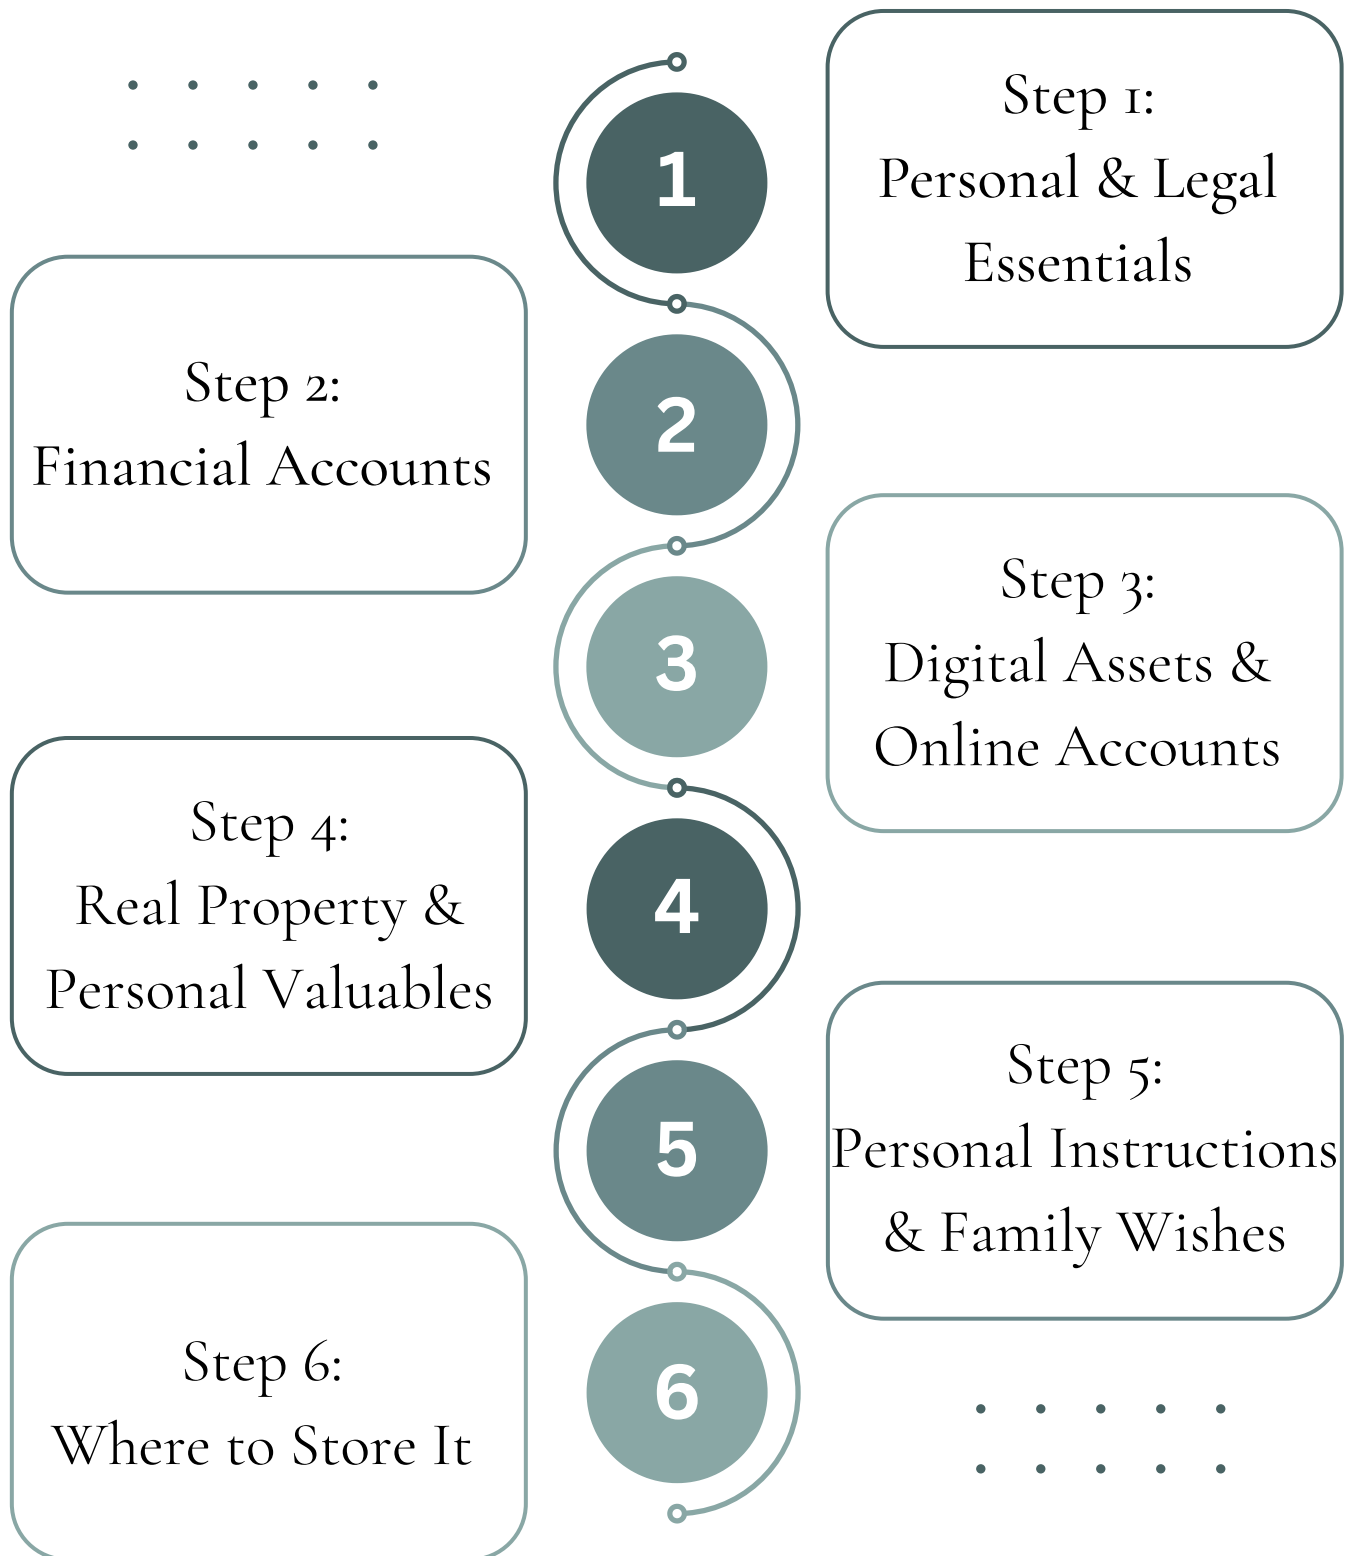 1
Step 1:
Personal & Legal
Essentials
2
Step 2:
Financial Accounts
3
Step 3:
Digital Assets &
Online Accounts
4
Step 4:
Real Property &
Personal Valuables
5
Step 5:
Personal Instructions
& Family Wishes
6
Step 6:
Where to Store It